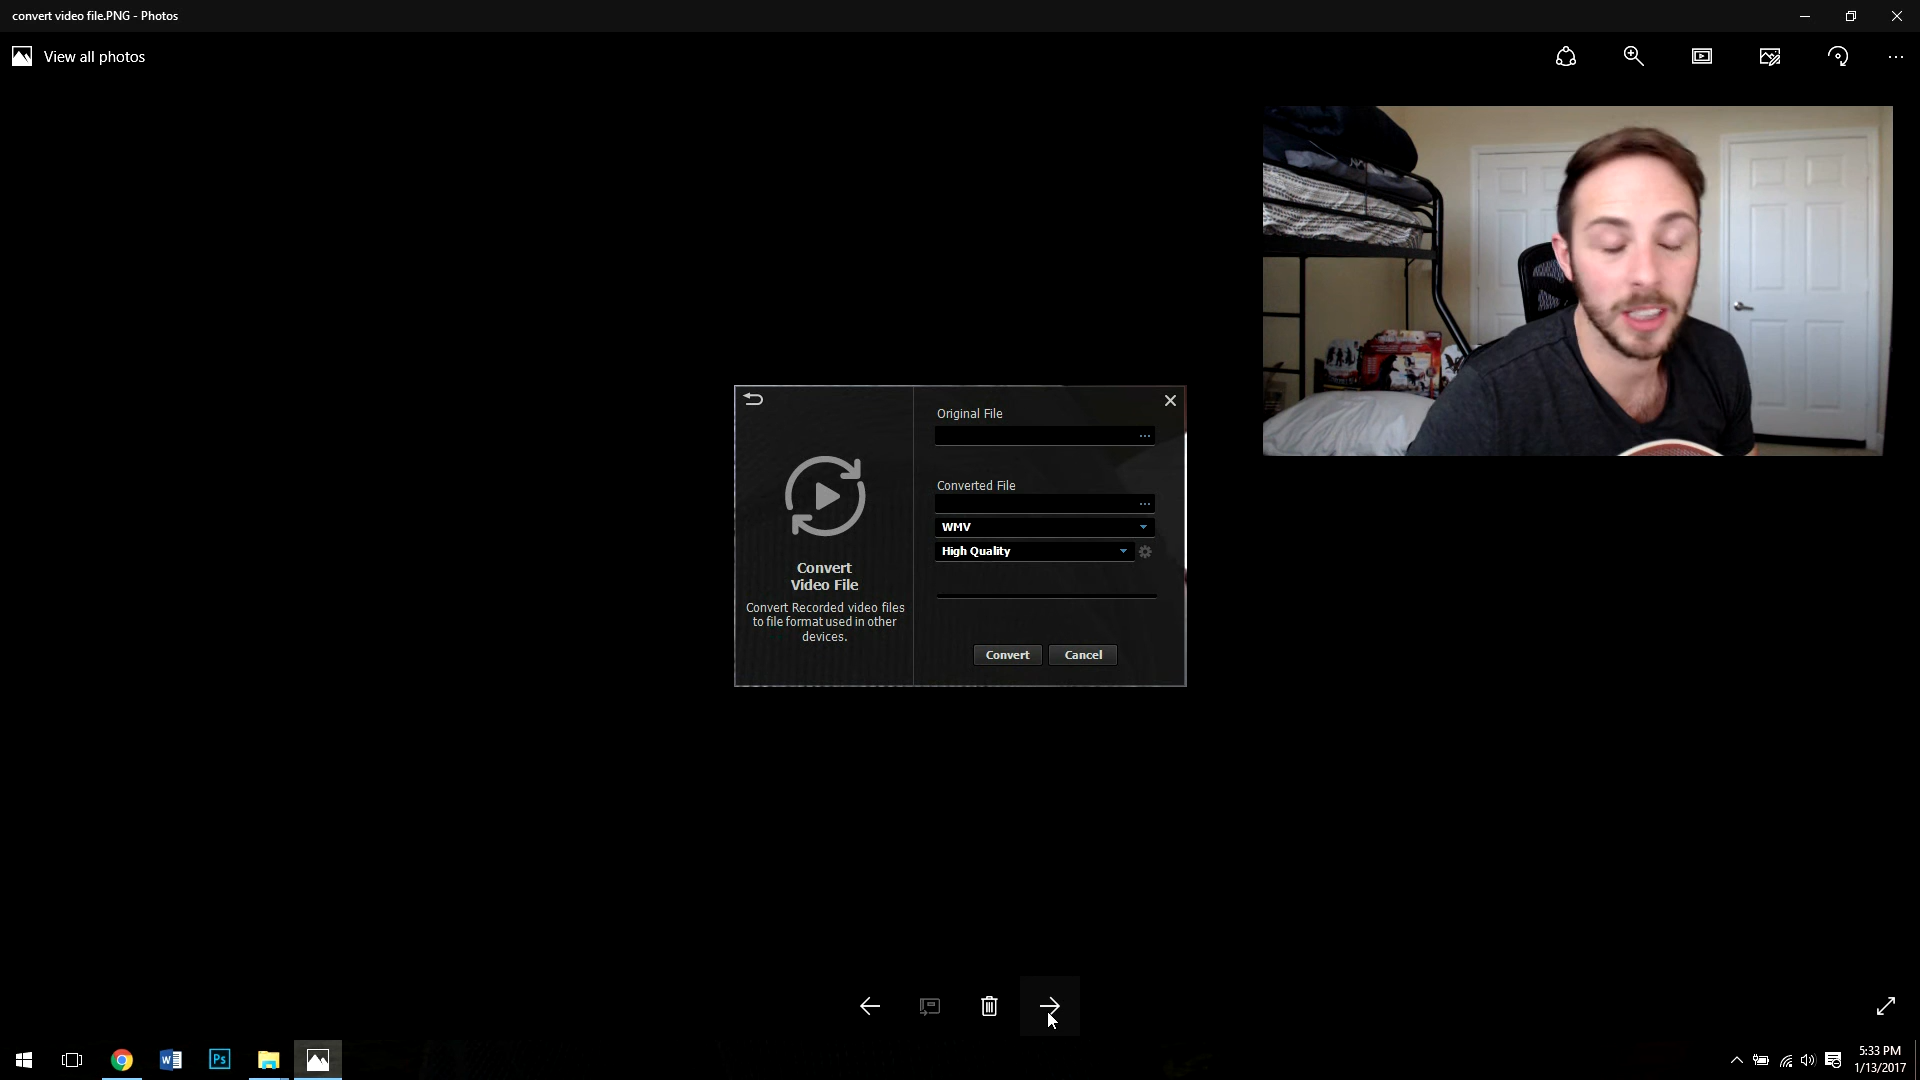 convert video file.PNG - Photos
View all photos
Original File
Converted File
WMV
High Quality
Convert
Video File
Convert Recorded video files
to file format used in other
devices.
Convert
Cancel
Ps
5:33 PM
1/13/2017